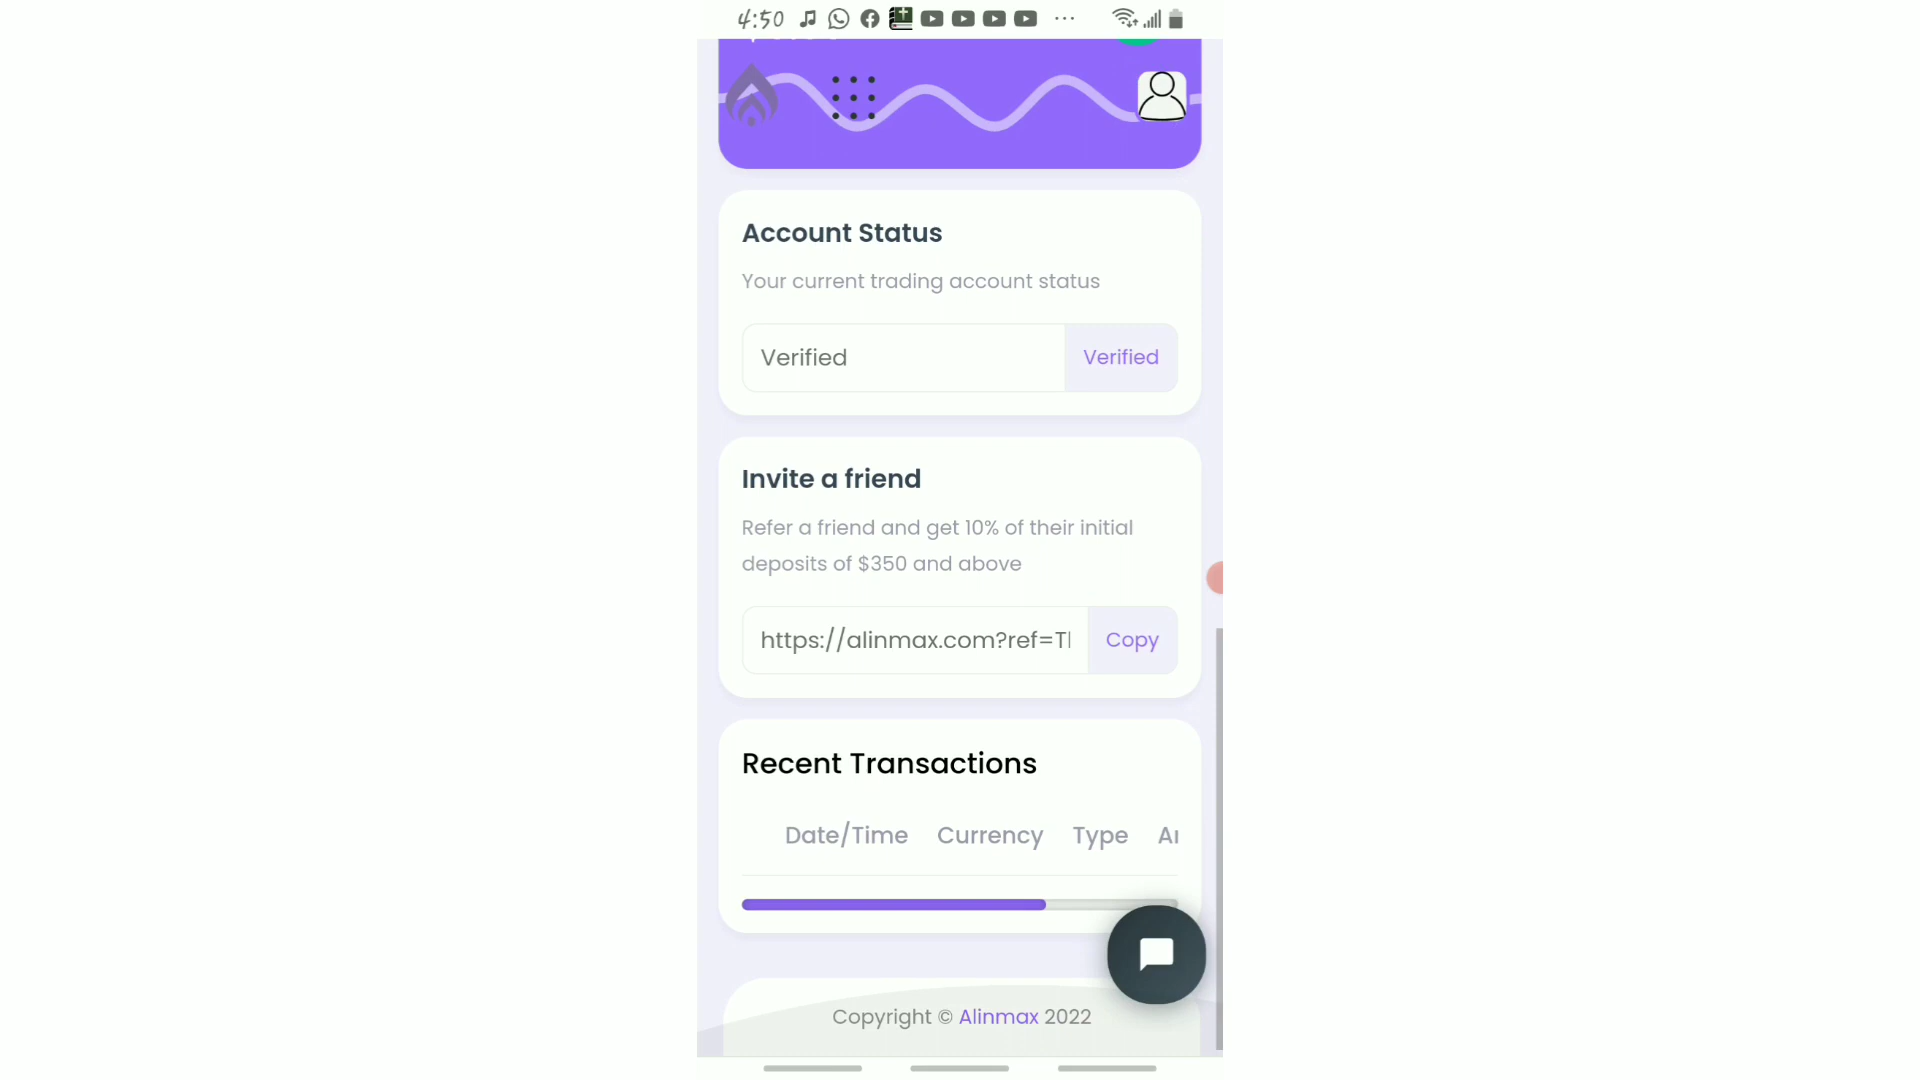 4:50
Account Status
Your current trading account status
Verified Verified
Invite a friend
Refer a friend and get 10% of their initial
deposits of $350 and above
https://alinmax.com?ref= Copy
Recent Transactions
Date/Time Currency Type
Copyright © Alinmax 2022